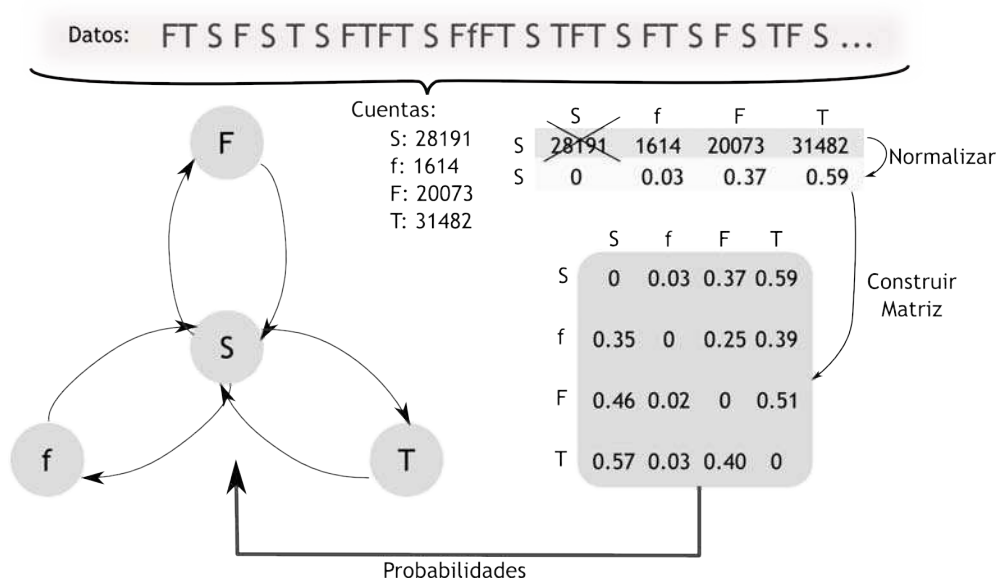 Datos: FT S F S T S FTFT S FfFT S TFT S FT S F S TF S ...
Cuentas:
S: 28191
f: 1614
F: 20073
T: 31482
S f F T
S 28191 1614 20073 31482
S 0 0.03 0.37 0.59
Normalizar
S f F T
S 0 0.03 0.37 0.59
f 0.35 0 0.25 0.39
F 0.46 0.02 0 0.51
T 0.57 0.03 0.40 0
Construir
Matriz
F
S
f
T
Probabilidades